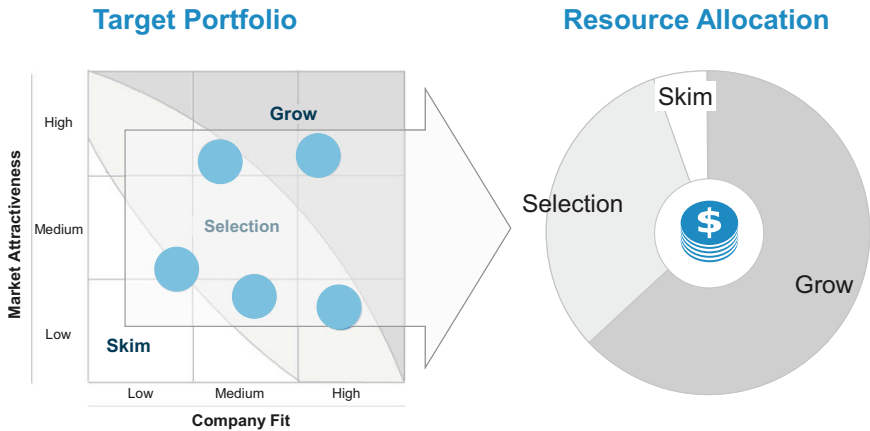 Target Portfolio
Resource Allocation
Market Attractiveness
High
Medium
Low
Grow
Selection
Skim
Low
Medium
High
Company Fit
Skim
Selection
$
Grow